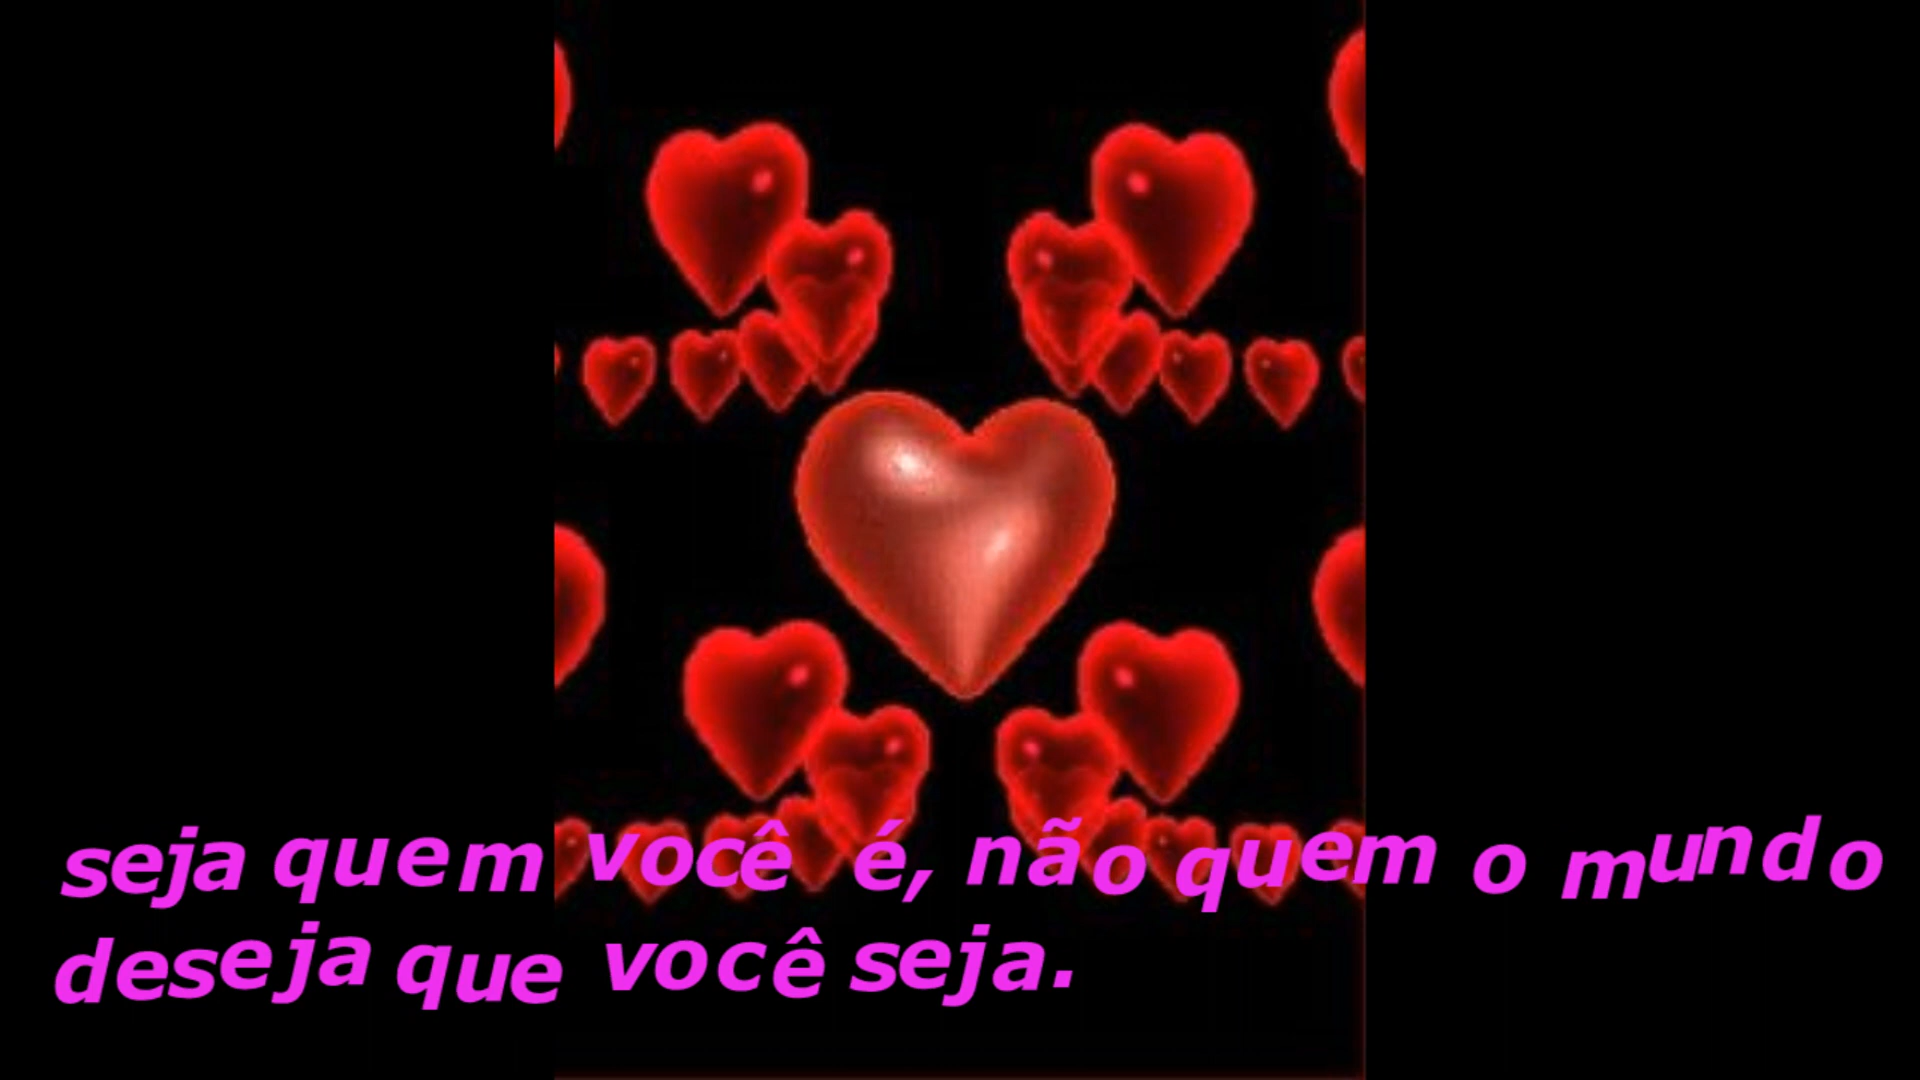 seja quem você é, não quem o mundo
deseja que você seja.